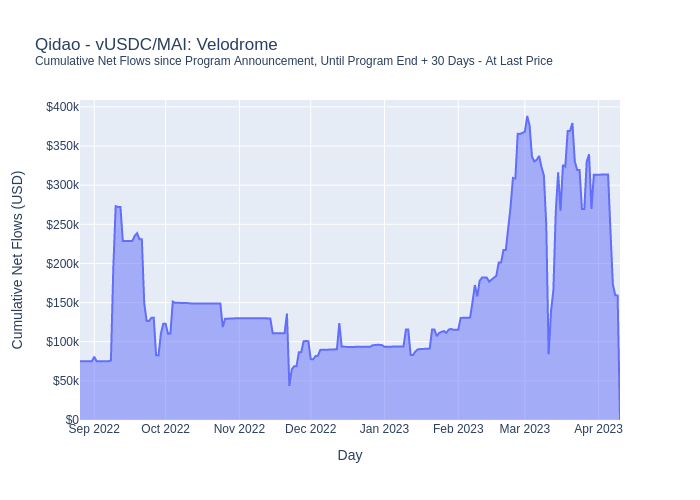 Qidao - vUSDC/MAI: Velodrome
Cumulative Net Flows since Program Announcement, Until Program End + 30 Days - At Last Price
Cumulative Net Flows (USD)
$400k
$350k
$300k
$250k
$200k
$150k
$100k
$50k
$0
Sep 2022 Oct 2022 Nov 2022 Dec 2022 Jan 2023 Feb 2023 Mar 2023 Apr 2023
Day